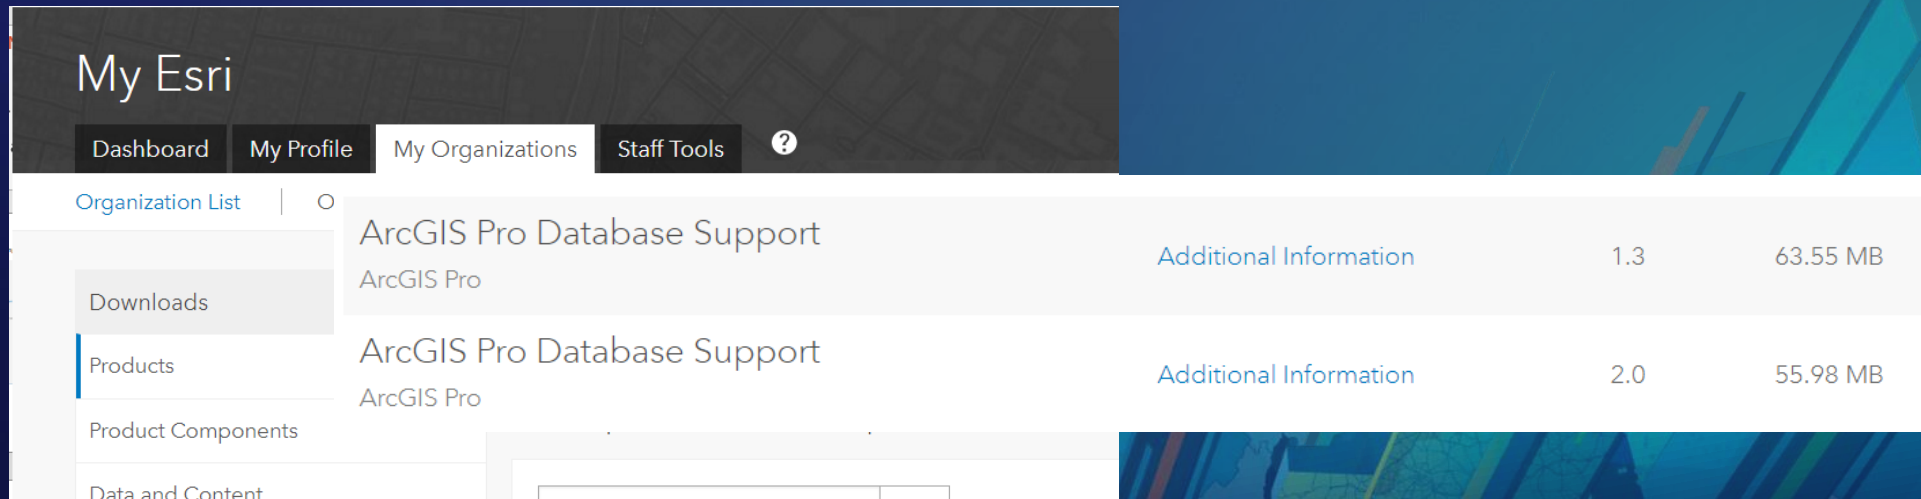 My Esri
Dashboard My Profile My Organizations Staff Tools ?
Organization List | O
ArcGIS Pro Database Support
Additional Information 1.3 63.55 MB
ArcGIS Pro
Downloads
ArcGIS Pro Database Support
Products
Additional Information 2.0 55.98 MB
ArcGIS Pro
Product Components
Data and Content